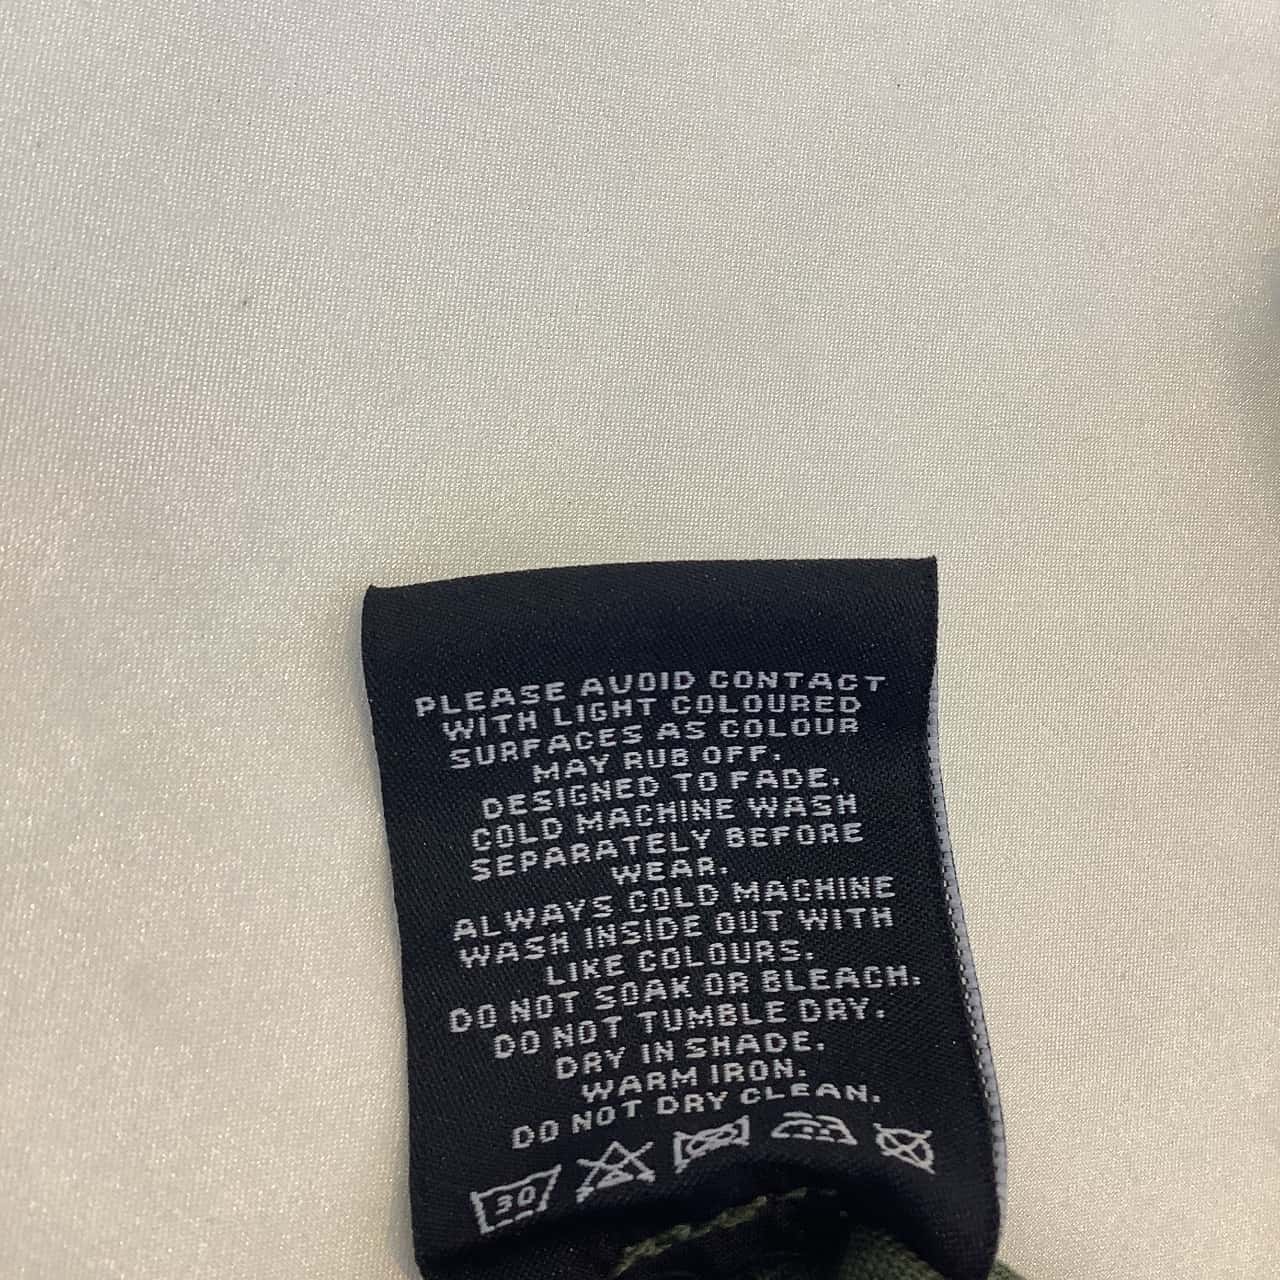 PLEASE AVOID CONTACT
WITH LIGHT COLOURED
SURFACES AS COLOUR
MAY RUB OFF.
DESIGNED TO FADE.
COLD MACHINE WASH
SEPARATELY BEFORE
WEAR.
ALWAYS COLD MACHINE
WASH INSIDE OUT WITH
LIKE COLOURS.
DO NOT SOAK OR BLEACH.
DO NOT TUMBLE DRY.
DRY IN SHADE.
WARM IRON.
DO NOT DRY CLEAN.
30